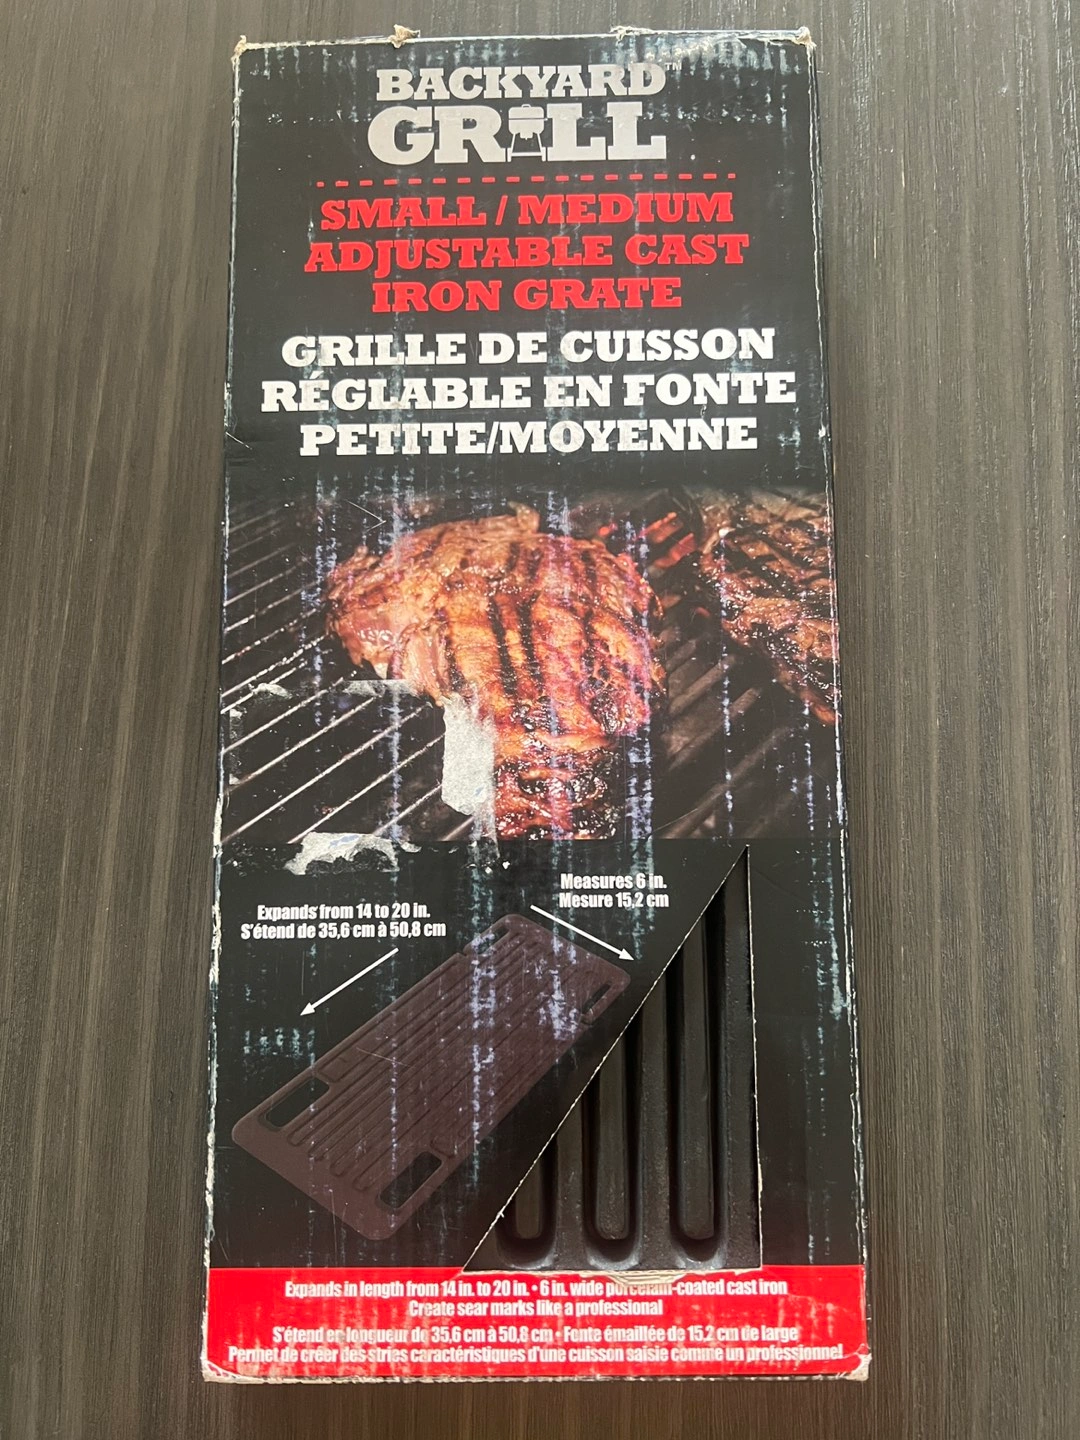 BACKYARD™
GRILL
SMALL / MEDIUM
ADJUSTABLE CAST
IRON GRATE
GRILLE DE CUISSON
RÉGLABLE EN FONTE
PETITE/MOYENNE
Measures 6 in.
Mesure 15,2 cm
Expands from 14 to 20 in.
S'étend de 35,6 cm à 50,8 cm
Expands in length from 14 in. to 20 in. • 6 in. wide porcelain-coated cast iron
Create sear marks like a professional
S'étend en longueur de 35,6 cm à 50,8 cm • Fonte émaillée de 15,2 cm de large
Permet de créer des stries caractéristiques d'une cuisson saisie comme un professionnel